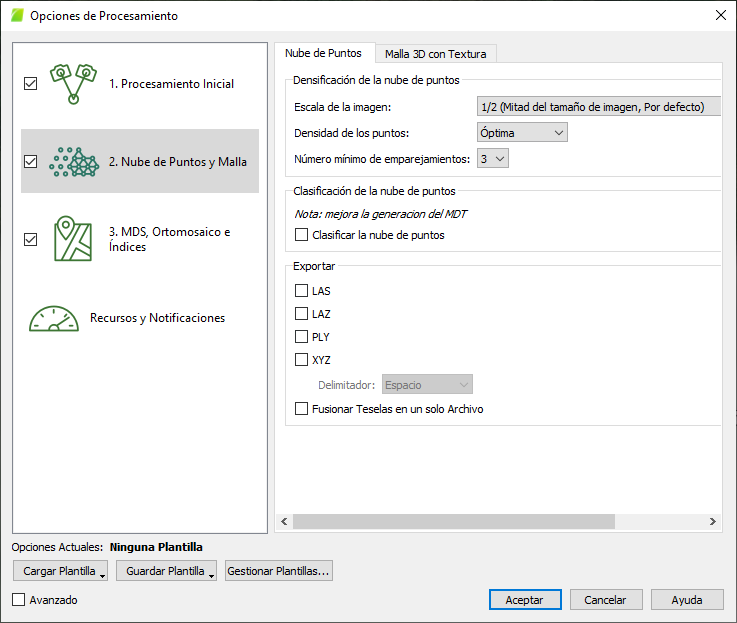 Opciones de Procesamiento
1. Procesamiento Inicial
2. Nube de Puntos y Malla
3. MDS, Ortomosaico e
Índices
Recursos y Notificaciones
Nube de Puntos
Malla 3D con Textura
Densificación de la nube de puntos
Escala de la imagen:
1/2 (Mitad del tamaño de imagen, Por defecto)
Densidad de los puntos:
Óptima
Número mínimo de emparejamientos:
3
Clasificación de la nube de puntos
Nota: mejora la generacion del MDT
Clasificar la nube de puntos
Exportar
LAS
LAZ
PLY
XYZ
Delimitador:
Espacio
Fusionar Teselas en un solo Archivo
Opciones Actuales: Ninguna Plantilla
Cargar Plantilla
Guardar Plantilla
Gestionar Plantillas...
Avanzado
Aceptar
Cancelar
Ayuda